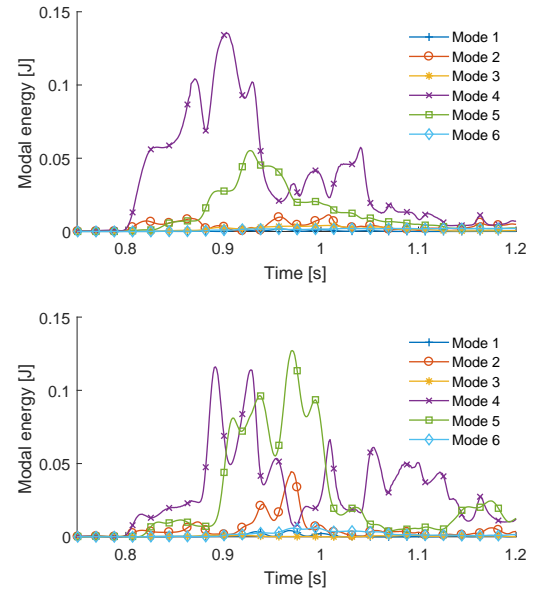 0.15
0.1
0.05
0
Modal energy [J]
0.8
0.9
1
1.1
1.2
Time [s]
Mode 1
Mode 2
Mode 3
Mode 4
Mode 5
Mode 6
0.15
0.1
0.05
0
Modal energy [J]
0.8
0.9
1
1.1
1.2
Time [s]
Mode 1
Mode 2
Mode 3
Mode 4
Mode 5
Mode 6